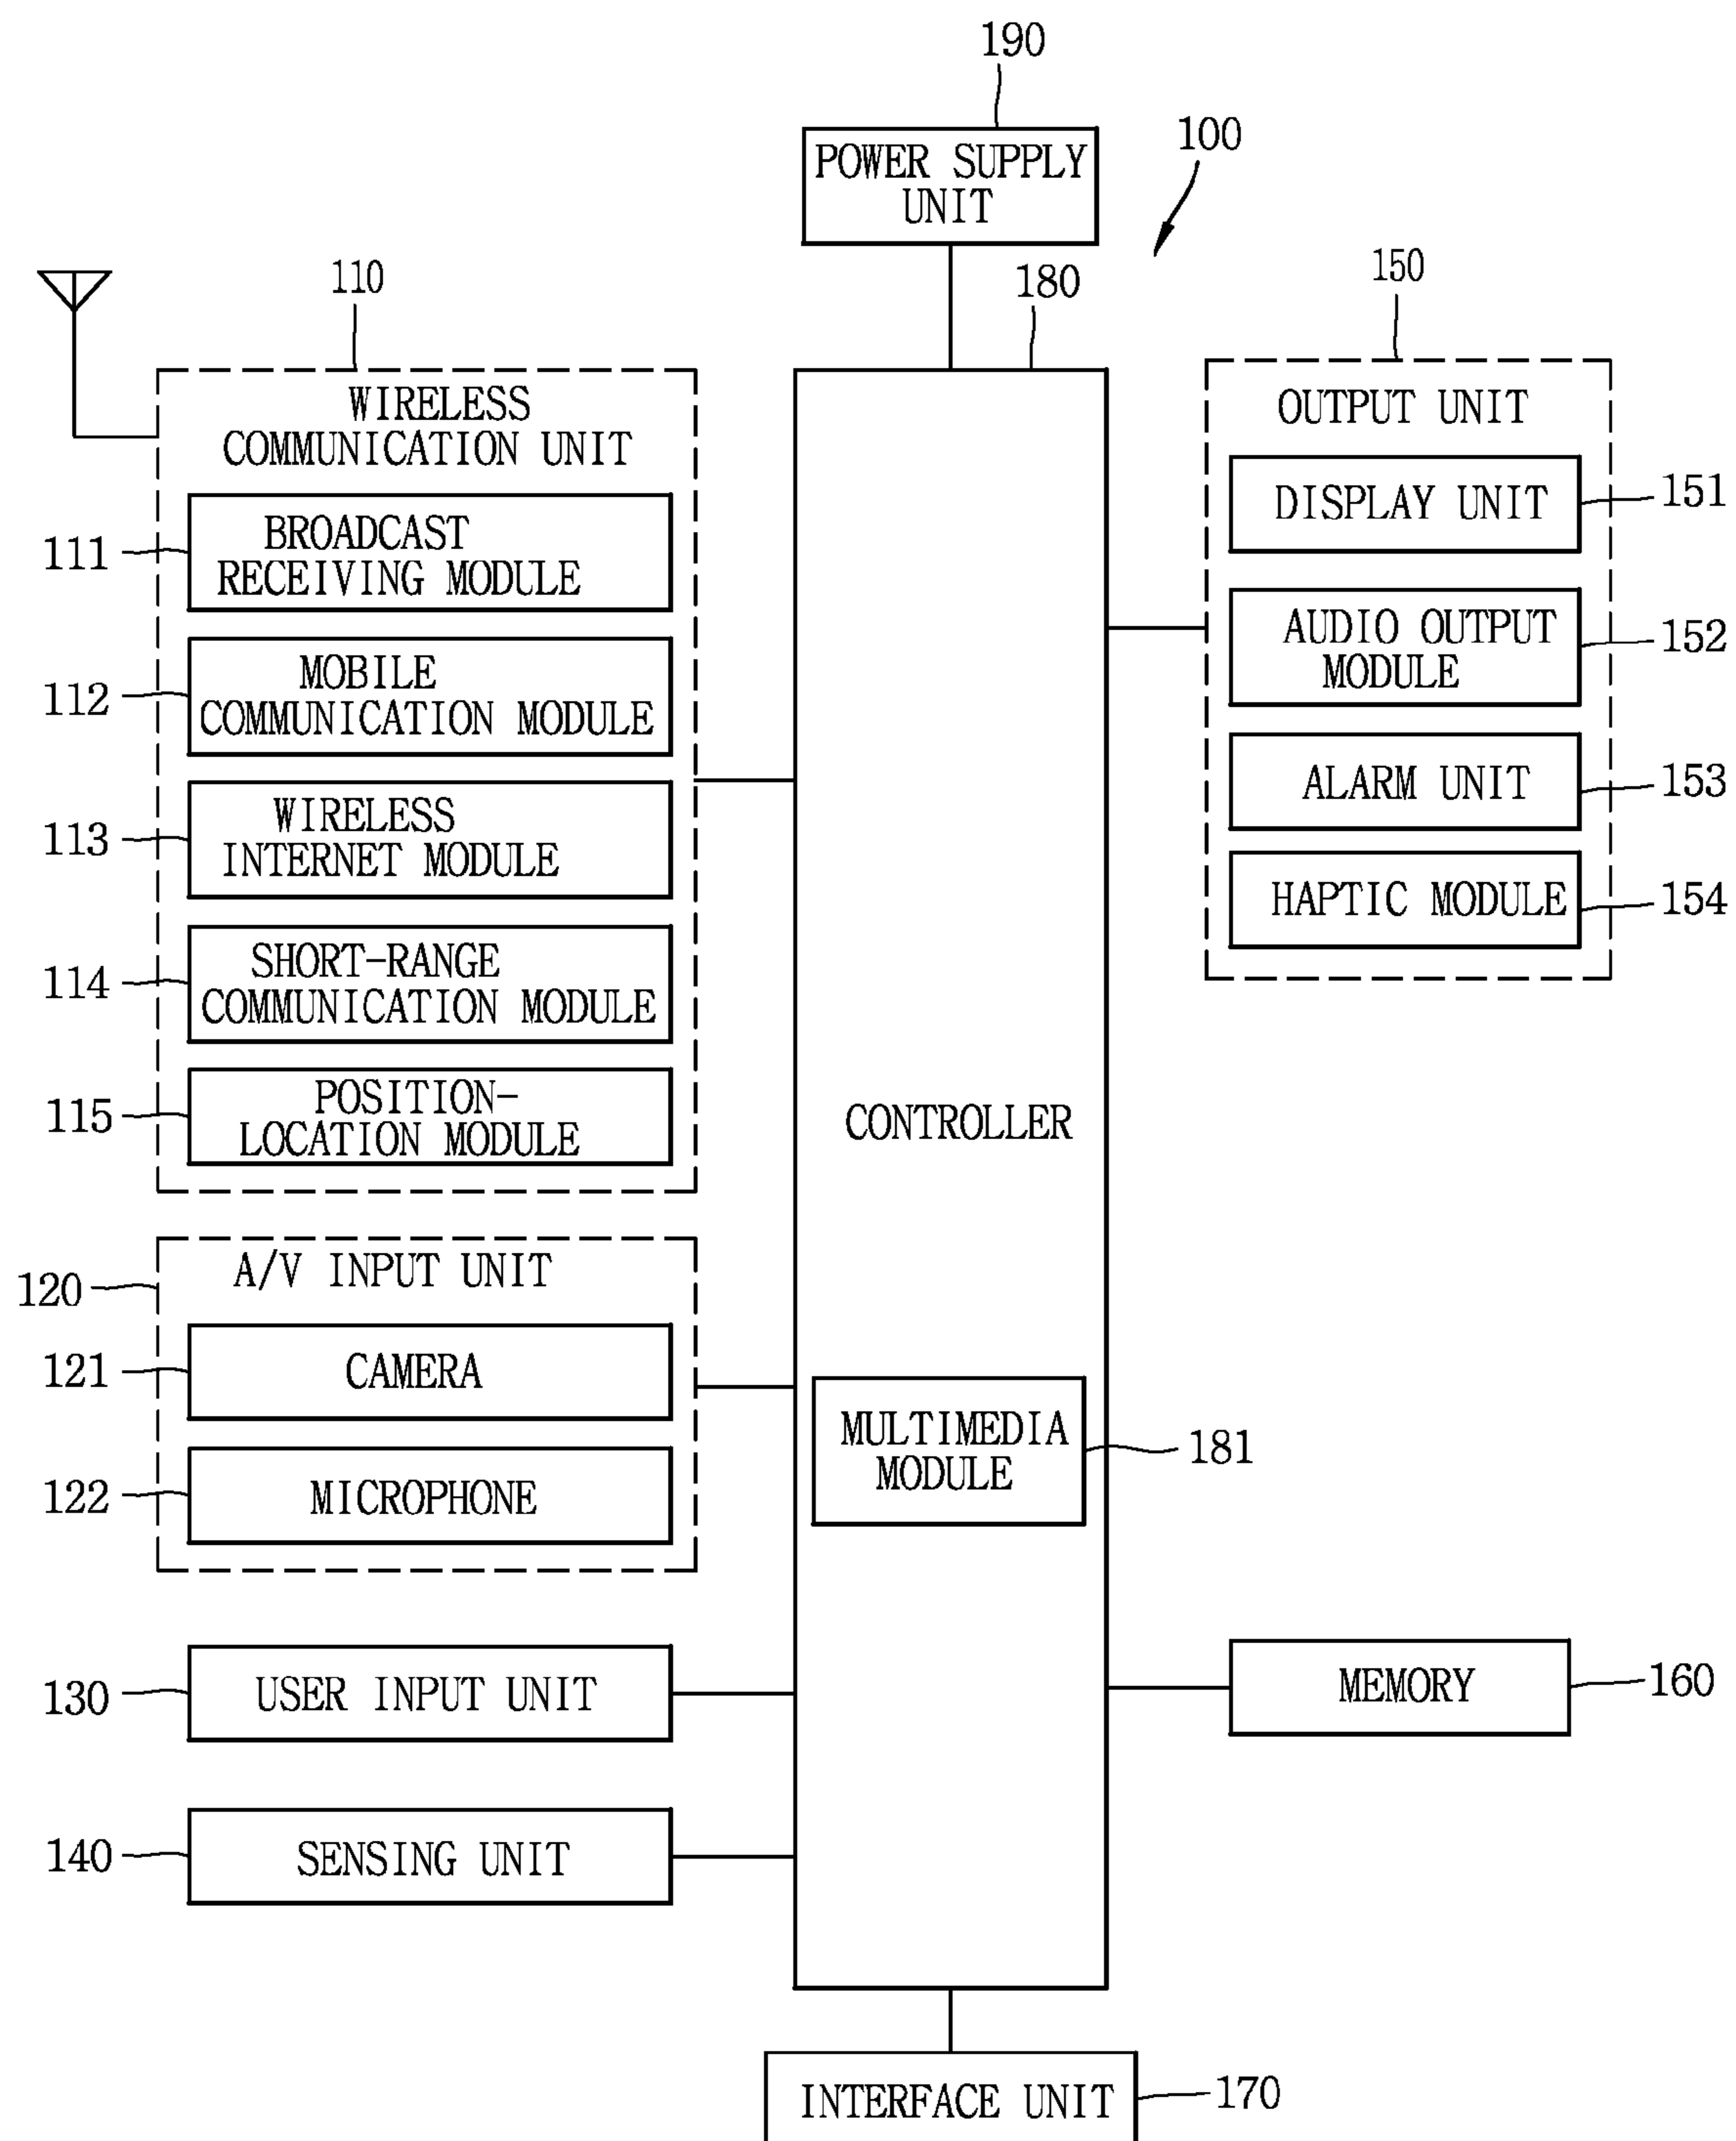 190
POWER SUPPLY
UNIT
100
180
110
WIRELESS
COMMUNICATION UNIT
111
BROADCAST
RECEIVING MODULE
112
MOBILE
COMMUNICATION MODULE
113
WIRELESS
INTERNET MODULE
114
SHORT-RANGE
COMMUNICATION MODULE
115
POSITION-
LOCATION MODULE
120
A/V INPUT UNIT
121
CAMERA
122
MICROPHONE
130
USER INPUT UNIT
140
SENSING UNIT
CONTROLLER
MULTIMEDIA
MODULE
181
150
OUTPUT UNIT
DISPLAY UNIT
151
AUDIO OUTPUT
MODULE
152
ALARM UNIT
153
HAPTIC MODULE
154
MEMORY
160
INTERFACE UNIT
170